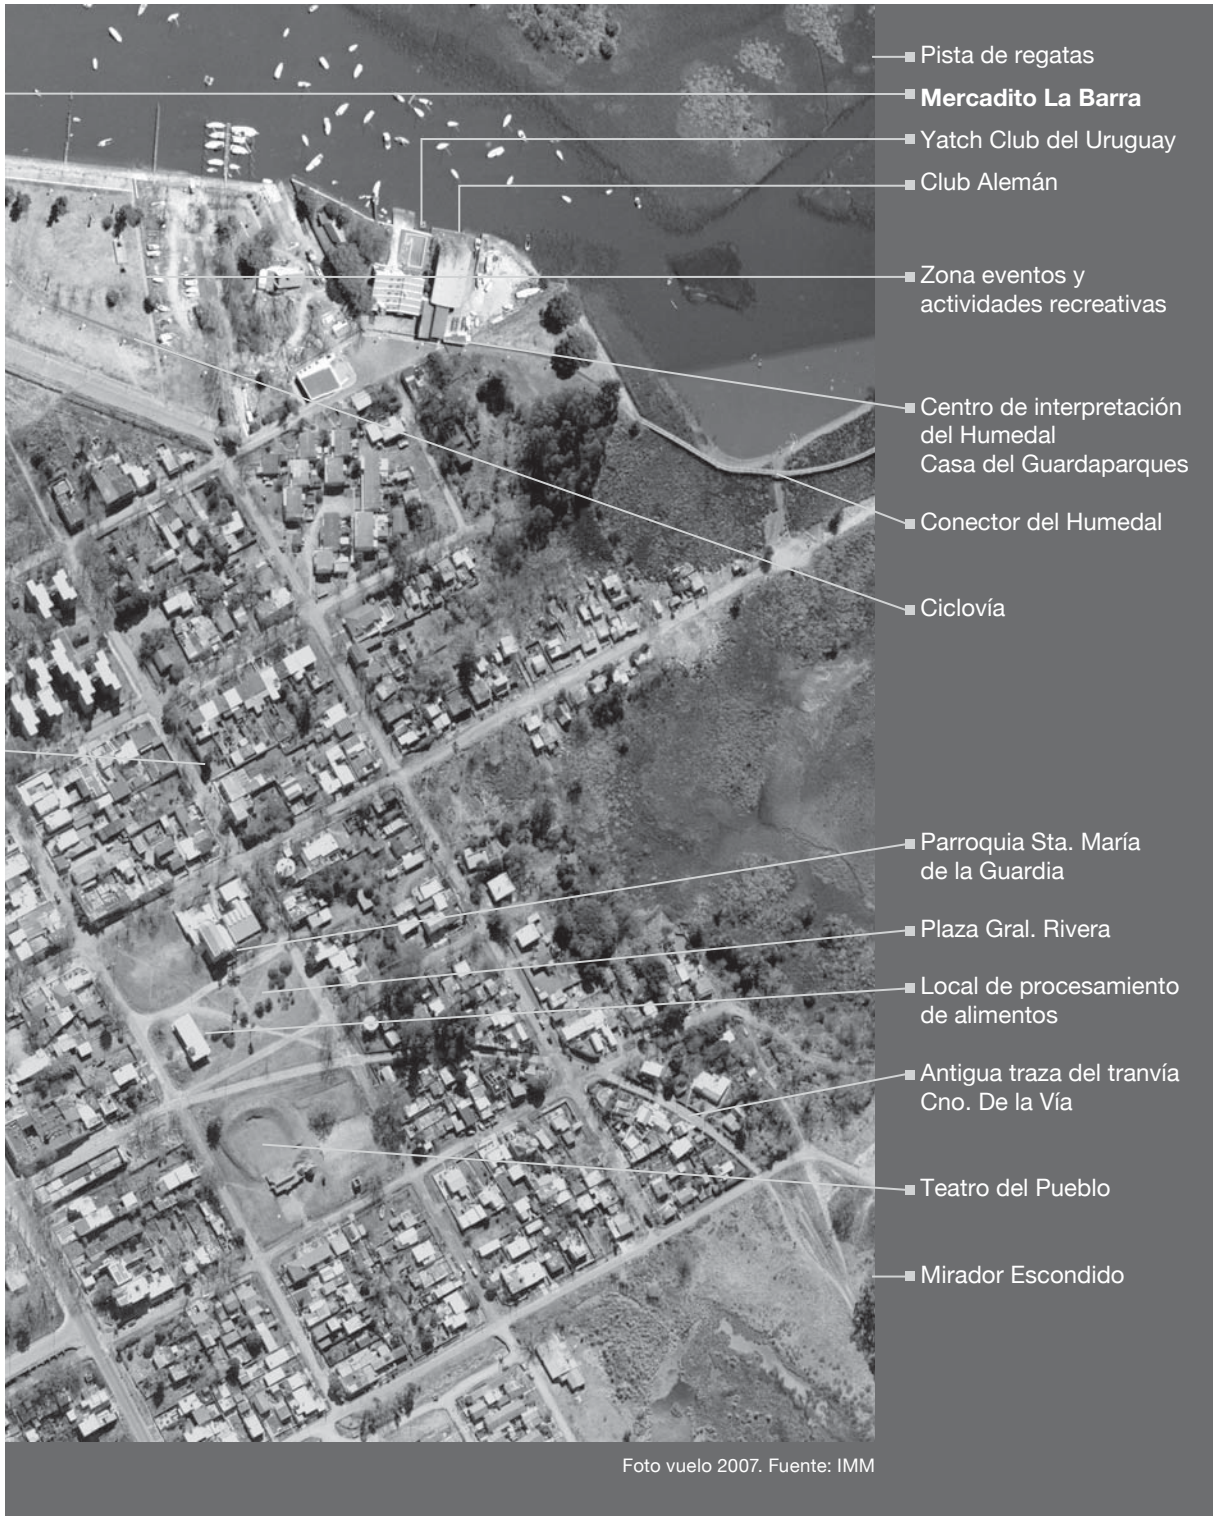 Pista de regatas
Mercadito La Barra
Yatch Club del Uruguay
Club Alemán
Zona eventos y
actividades recreativas
Centro de interpretación
del Humedal
Casa del Guardaparques
Conector del Humedal
Ciclovía
Parroquia Sta. María
de la Guardia
Plaza Gral. Rivera
Local de procesamiento
de alimentos
Antigua traza del tranvía
Cno. De la Vía
Teatro del Pueblo
Mirador Escondido
Foto vuelo 2007. Fuente: IMM